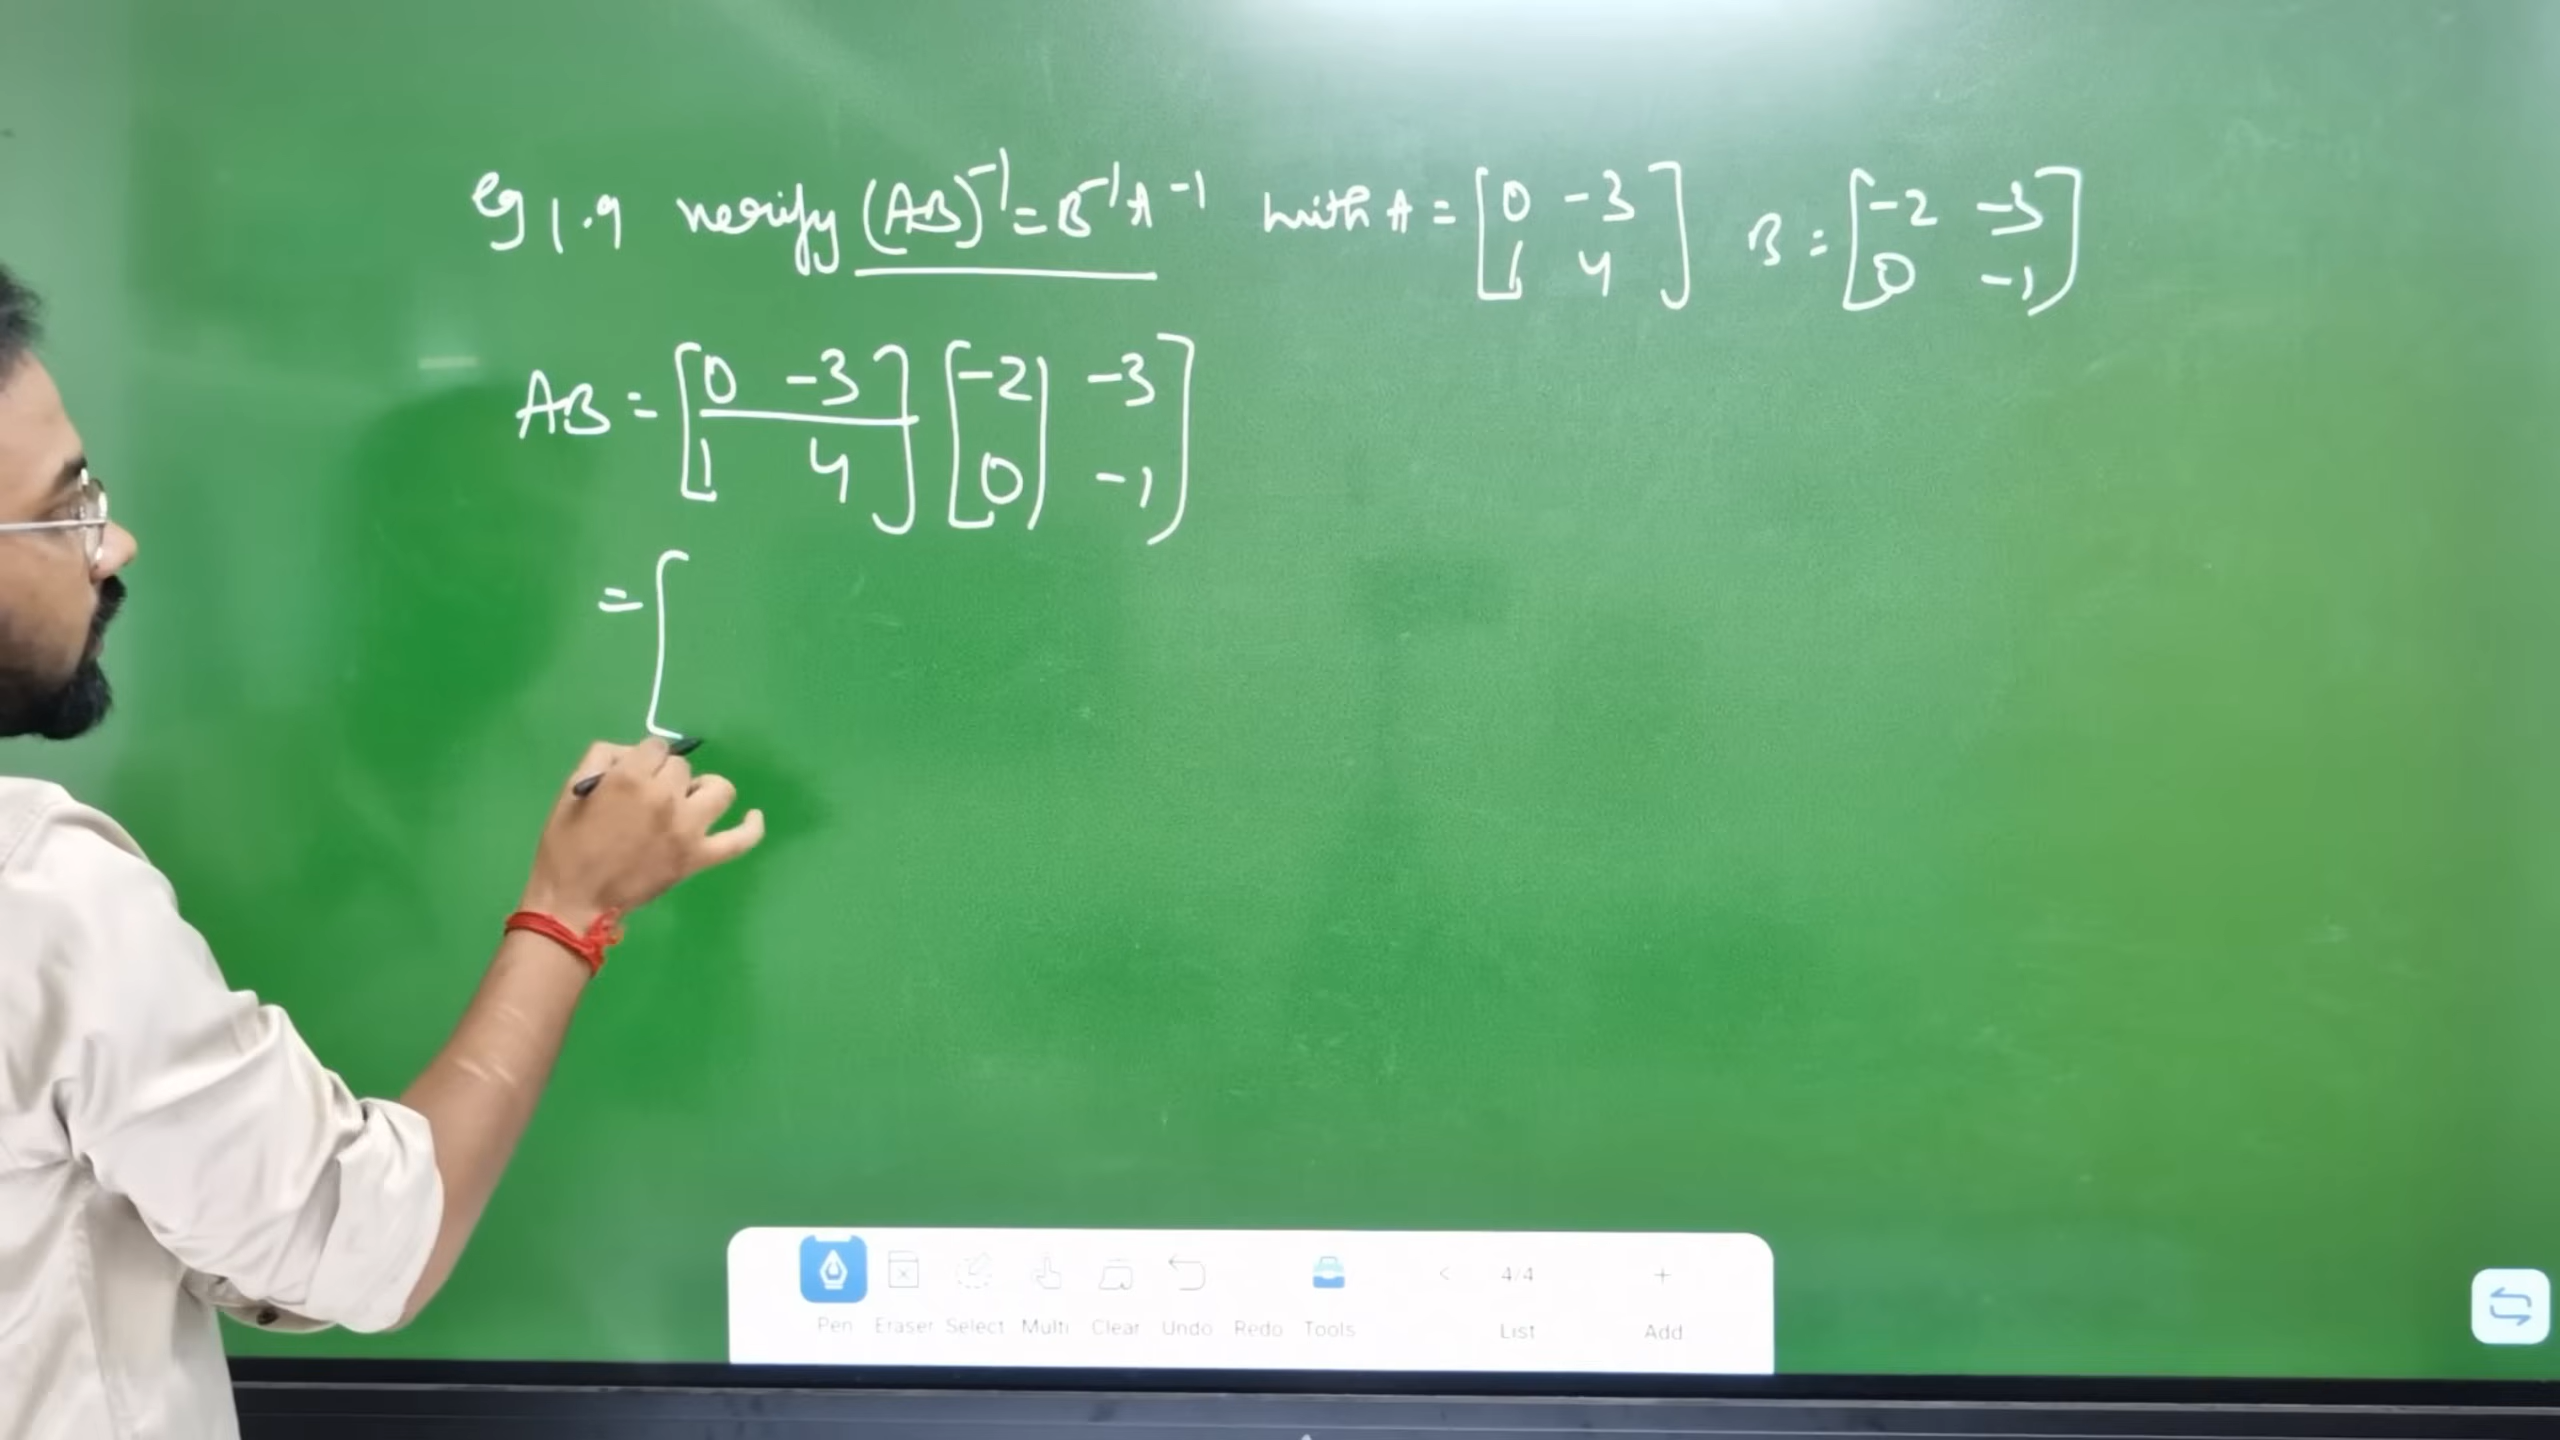 eg 1.9 verify (AB)⁻¹ = B⁻¹A⁻¹ with A = [0 -3; 1 4] B = [-2 -3; 0 -1]
AB = [0 -3; 1 4] [-2 -3; 0 -1]
= [
4/4
Pen Eraser Select Multi Clear Undo Redo Tools List Add